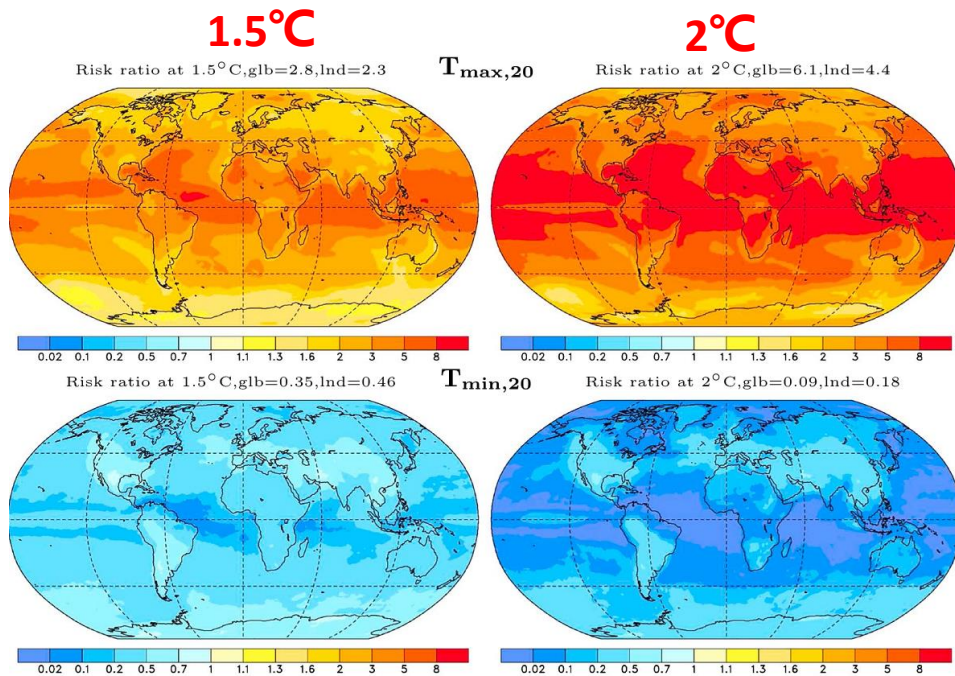 1.5℃ 2℃
Risk ratio at 1.5°C,glb=2.8,lnd=2.3 Tmax,20 Risk ratio at 2°C,glb=6.1,lnd=4.4
0.02 0.1 0.2 0.5 0.7 1 1.1 1.3 1.6 2 3 5 8 0.02 0.1 0.2 0.5 0.7 1 1.1 1.3 1.6 2 3 5 8
Risk ratio at 1.5°C,glb=0.35,lnd=0.46 Tmin,20 Risk ratio at 2°C,glb=0.09,lnd=0.18
0.02 0.1 0.2 0.5 0.7 1 1.1 1.3 1.6 2 3 5 8 0.02 0.1 0.2 0.5 0.7 1 1.1 1.3 1.6 2 3 5 8